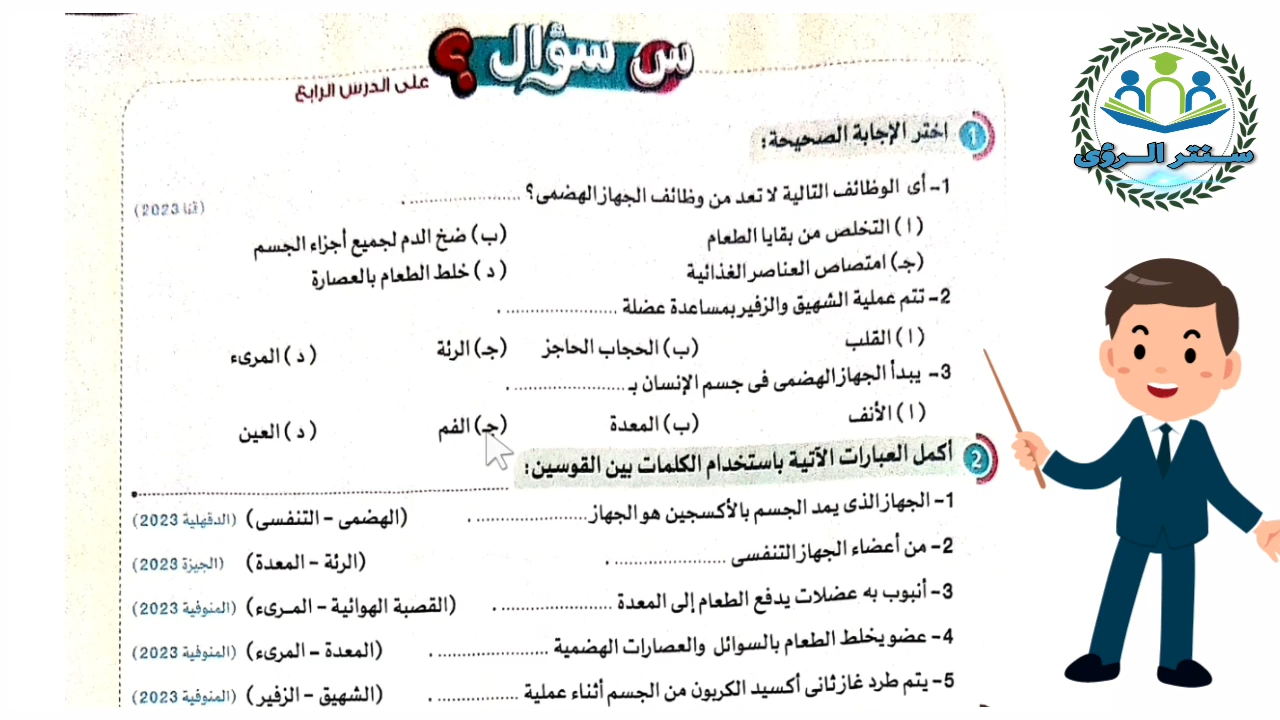 س سؤال ؟
على الدرس الرابع
سنتر الرؤى
1 اختر الإجابة الصحيحة:
1- أى الوظائف التالية لا تعد من وظائف الجهاز الهضمى؟ ...................... . (قنا 2023)
(ا) التخلص من بقايا الطعام (ب) ضخ الدم لجميع أجزاء الجسم
(جـ) امتصاص العناصر الغذائية (د) خلط الطعام بالعصارة
2- تتم عملية الشهيق والزفير بمساعدة عضلة ...................... .
(ا) القلب (ب) الحجاب الحاجز (جـ) الرئة (د) المرىء
3- يبدأ الجهاز الهضمى فى جسم الإنسان بـ ...................... .
(ا) الأنف (ب) المعدة (جـ) الفم (د) العين
2 أكمل العبارات الآتية باستخدام الكلمات بين القوسين:
1- الجهاز الذى يمد الجسم بالأكسجين هو الجهاز...................... . (الهضمى - التنفسى) (الدقهلية 2023)
2- من أعضاء الجهاز التنفسى ...................... . (الرئة - المعدة) (الجيزة 2023)
3- أنبوب به عضلات يدفع الطعام إلى المعدة ...................... . (القصبة الهوائية - المرىء) (المنوفية 2023)
4- عضو يخلط الطعام بالسوائل والعصارات الهضمية ...................... . (المعدة - المرىء) (المنوفية 2023)
5- يتم طرد غاز ثانى أكسيد الكربون من الجسم أثناء عملية ...................... . (الشهيق - الزفير) (المنوفية 2023)